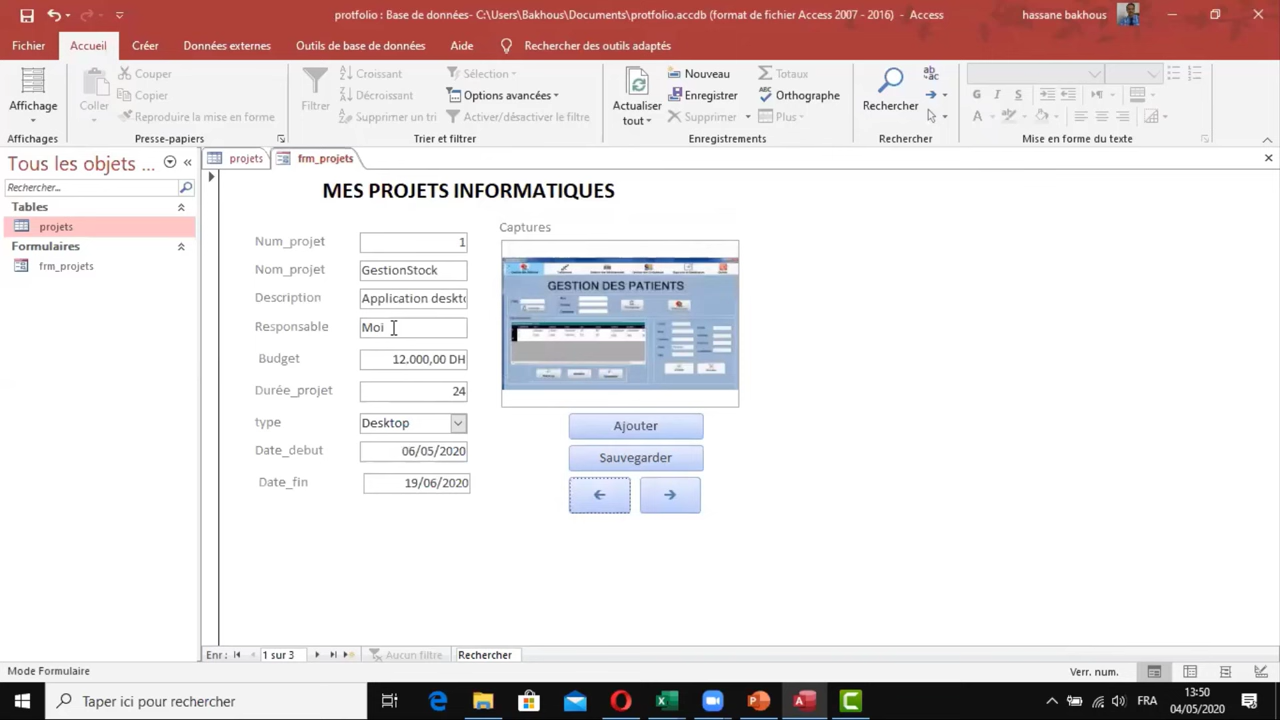 protfolio : Base de données- C:\Users\Bakhous\Documents\protfolio.accdb (format de fichier Access 2007 - 2016) - Access
hassane bakhous
Fichier
Accueil
Créer
Données externes
Outils de base de données
Aide
Rechercher des outils adaptés
Affichage
Affichages
Coller
Couper
Copier
Reproduire la mise en forme
Presse-papiers
Filtrer
Croissant
Décroissant
Supprimer un tri
Sélection
Options avancées
Activer/désactiver le filtre
Trier et filtrer
Actualiser
tout
Nouveau
Enregistrer
Supprimer
Totaux
Orthographe
Plus
Enregistrements
Rechercher
Rechercher
G I S
A
Mise en forme du texte
Tous les objets ...
Rechercher...
Tables
projets
Formulaires
frm_projets
projets
frm_projets
MES PROJETS INFORMATIQUES
Num_projet 1
Nom_projet GestionStock
Description Application deskto
Responsable Moi
Budget 12.000,00 DH
Durée_projet 24
type Desktop
Date_debut 06/05/2020
Date_fin 19/06/2020
Captures
GESTION DES PATIENTS
Ajouter
Sauvegarder
Enr : 1 sur 3
Aucun filtre
Rechercher
Mode Formulaire
Verr. num.
Taper ici pour rechercher
FRA
13:50
04/05/2020